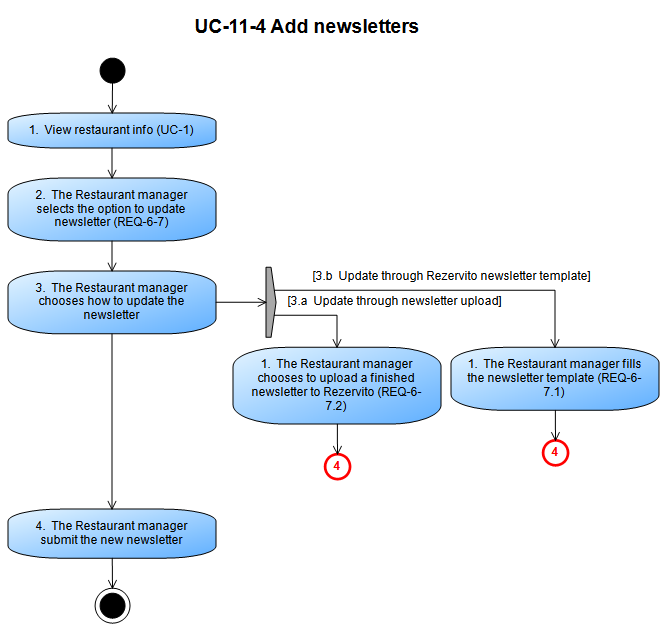 UC-11-4 Add newsletters
1. View restaurant info (UC-1)
2. The Restaurant manager
selects the option to update
newsletter (REQ-6-7)
3. The Restaurant manager
chooses how to update the
newsletter
[3.b Update through Rezervito newsletter template]
[3.a Update through newsletter upload]
1. The Restaurant manager
chooses to upload a finished
newsletter to Rezervito (REQ-6-
7.2)
1. The Restaurant manager fills
the newsletter template (REQ-6-
7.1)
4
4
4. The Restaurant manager
submit the new newsletter